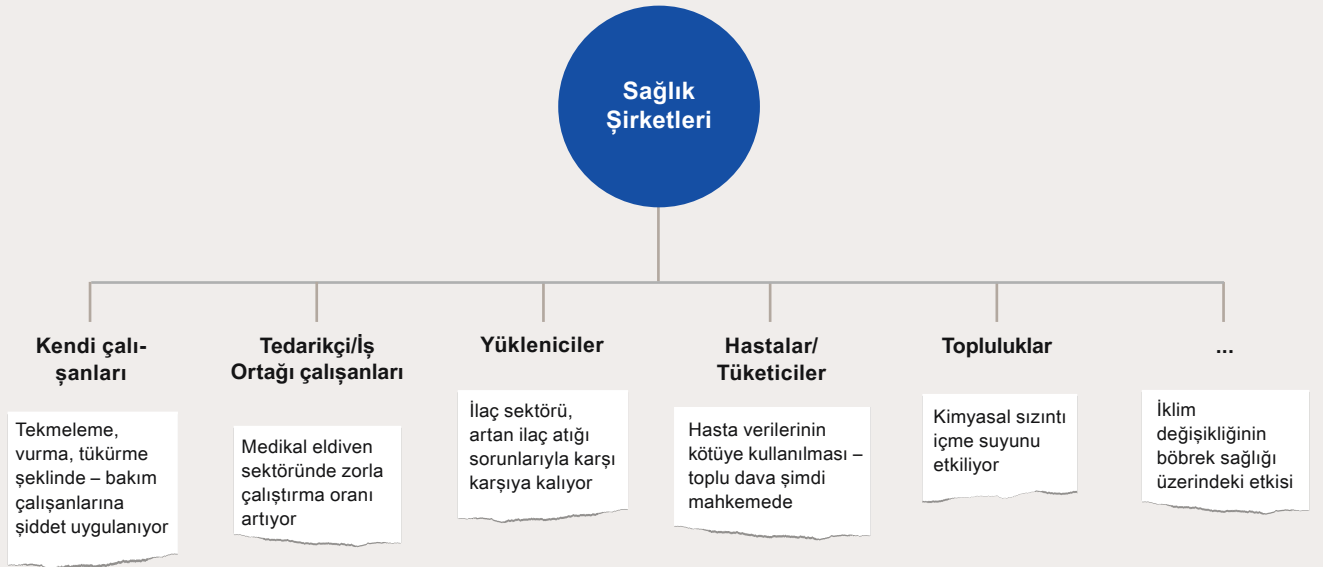 Sağlık
Şirketleri
Kendi çalı-
şanları
Tekmeleme,
vurma, tükürme
şeklinde – bakım
çalışanlarına
şiddet uygulanıyor
Tedarikçi/İş
Ortağı çalışanları
Medikal eldiven
sektöründe zorla
çalıştırma oranı
artıyor
Yükleniciler
İlaç sektörü,
artan ilaç atığı
sorunlarıyla karşı
karşıya kalıyor
Hastalar/
Tüketiciler
Hasta verilerinin
kötüye kullanılması –
toplu dava şimdi
mahkemede
Topluluklar
Kimyasal sızıntı
içme suyunu
etkiliyor
...
İklim
değişikliğinin
böbrek sağlığı
üzerindeki etkisi